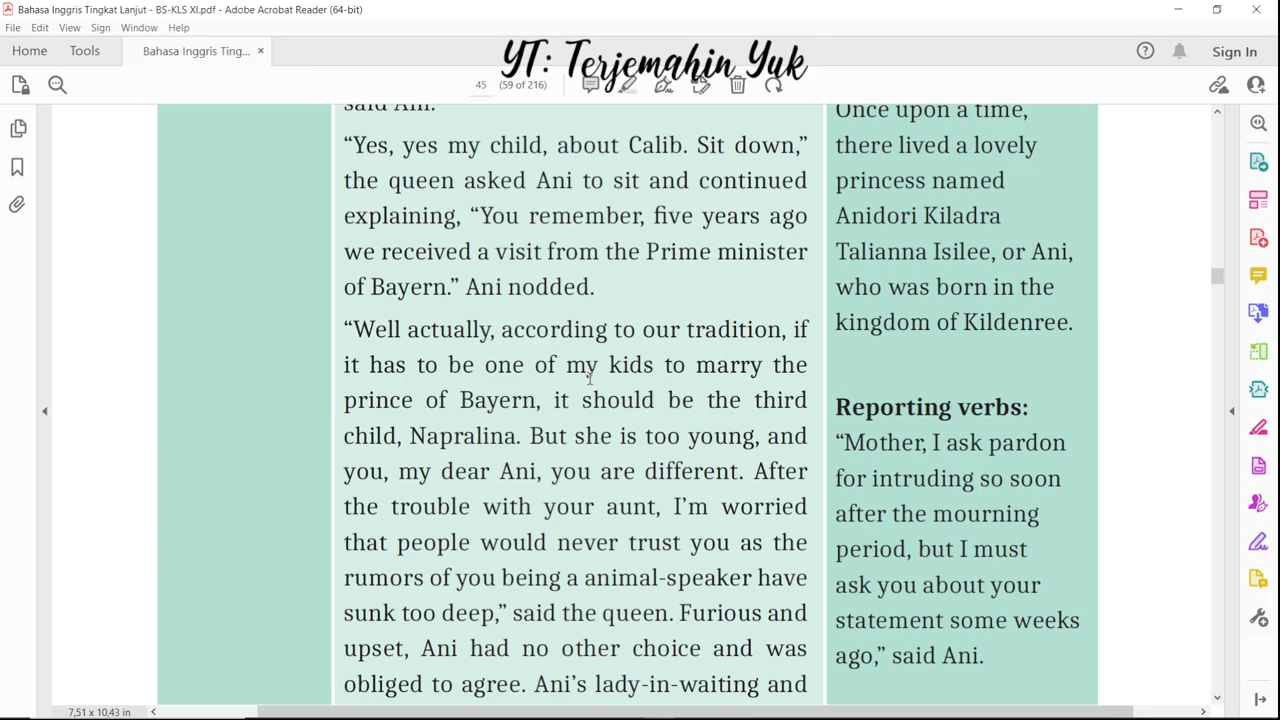 Bahasa Inggris Tingkat Lanjut - BS-KLS XI.pdf - Adobe Acrobat Reader (64-bit)
File Edit View Sign Window Help
Home Tools Bahasa Inggris Ting... × Sign In
YT: Terjemahin Yuk
45 (59 of 216)
said Ani.
“Yes, yes my child, about Calib. Sit down,”
the queen asked Ani to sit and continued
explaining, “You remember, five years ago
we received a visit from the Prime minister
of Bayern.” Ani nodded.
“Well actually, according to our tradition, if
it has to be one of my kids to marry the
prince of Bayern, it should be the third
child, Napralina. But she is too young, and
you, my dear Ani, you are different. After
the trouble with your aunt, I’m worried
that people would never trust you as the
rumors of you being a animal-speaker have
sunk too deep,” said the queen. Furious and
upset, Ani had no other choice and was
obliged to agree. Ani’s lady-in-waiting and
Once upon a time,
there lived a lovely
princess named
Anidori Kiladra
Talianna Isilee, or Ani,
who was born in the
kingdom of Kildenree.
Reporting verbs:
“Mother, I ask pardon
for intruding so soon
after the mourning
period, but I must
ask you about your
statement some weeks
ago,” said Ani.
7,51 x 10,43 in